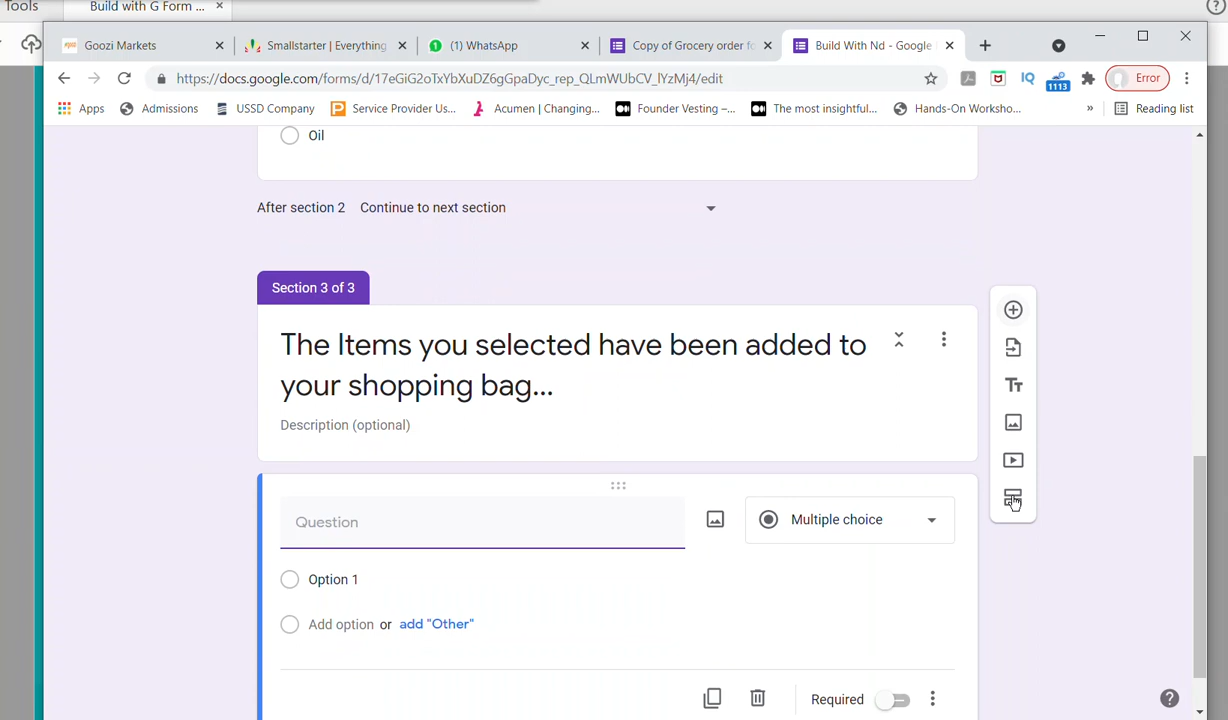 Tools
Build with G Form ...
Goozi Markets
Smallstarter | Everything
(1) WhatsApp
Copy of Grocery order fo
Build With Nd - Google
https://docs.google.com/forms/d/17eGiG2oTxYbXuDZ6gGpaDyc_rep_QLmWUbCV_lYzMj4/edit
IQ
1113
Error
Apps
Admissions
USSD Company
Service Provider Us...
Acumen | Changing...
Founder Vesting –...
The most insightful...
Hands-On Worksho...
»
Reading list
Oil
After section 2 Continue to next section
Section 3 of 3
The Items you selected have been added to
your shopping bag...
Description (optional)
Tт
Question
Multiple choice
Option 1
Add option or add "Other"
Required